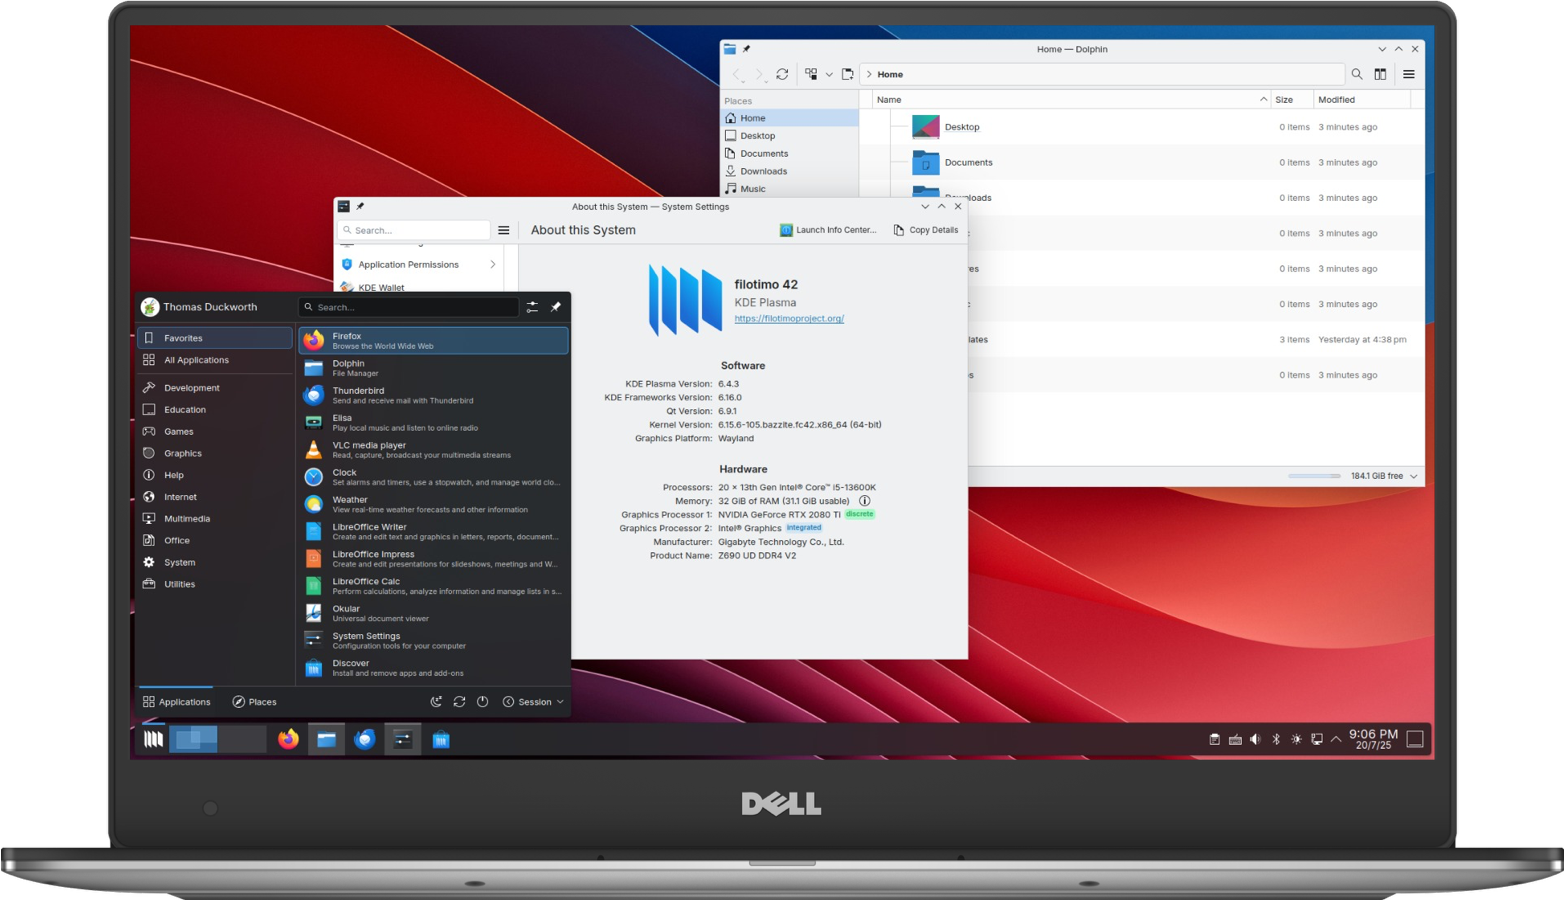 Home — Dolphin
Home
Places
Home
Desktop
Documents
Downloads
Music
Name
Size
Modified
Desktop
0 items
3 minutes ago
Documents
0 items
3 minutes ago
0 items
3 minutes ago
0 items
3 minutes ago
0 items
3 minutes ago
0 items
3 minutes ago
3 items
Yesterday at 4:38 pm
0 items
3 minutes ago
184.1 GiB free
About this System — System Settings
Search...
About this System
Launch Info Center...
Copy Details
Application Permissions
KDE Wallet
filotimo 42
KDE Plasma
https://filotimoproject.org/
Software
KDE Plasma Version: 6.4.3
KDE Frameworks Version: 6.16.0
Qt Version: 6.9.1
Kernel Version: 6.15.6-105.bazzite.fc42.x86_64 (64-bit)
Graphics Platform: Wayland
Hardware
Processors: 20 × 13th Gen Intel® Core™ i5-13600K
Memory: 32 GiB of RAM (31.1 GiB usable)
Graphics Processor 1: NVIDIA GeForce RTX 2080 Ti discrete
Graphics Processor 2: Intel® Graphics integrated
Manufacturer: Gigabyte Technology Co., Ltd.
Product Name: Z690 UD DDR4 V2
Thomas Duckworth
Search...
Favorites
All Applications
Development
Education
Games
Graphics
Help
Internet
Multimedia
Office
System
Utilities
Firefox
Browse the World Wide Web
Dolphin
File Manager
Thunderbird
Send and receive mail with Thunderbird
Elisa
Play local music and listen to online radio
VLC media player
Read, capture, broadcast your multimedia streams
Clock
Set alarms and timers, use a stopwatch, and manage world clo...
Weather
View real-time weather forecasts and other information
LibreOffice Writer
Create and edit text and graphics in letters, reports, document...
LibreOffice Impress
Create and edit presentations for slideshows, meetings and W...
LibreOffice Calc
Perform calculations, analyze information and manage lists in s...
Okular
Universal document viewer
System Settings
Configuration tools for your computer
Discover
Install and remove apps and add-ons
Applications
Places
Session
9:06 PM
20/7/25
DELL